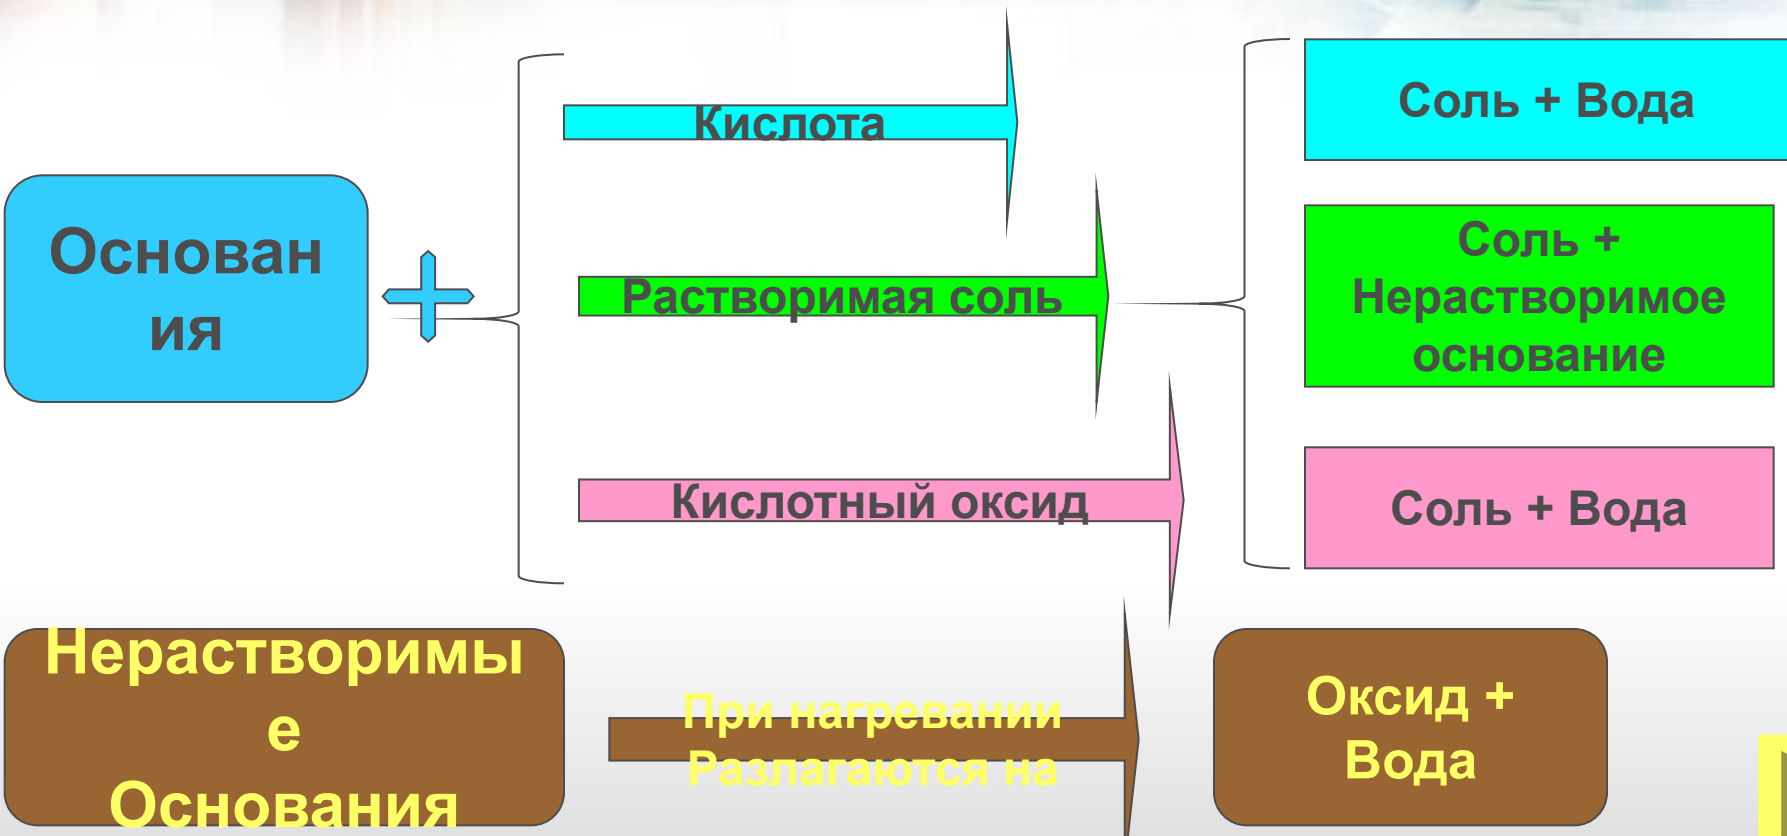 Основан
ия
Кислота
Растворимая соль
Кислотный оксид
Соль + Вода
Соль +
Нерастворимое
основание
Соль + Вода
Нерастворимы
е
Основания
При нагревании
Разлагаются на
Оксид +
Вода